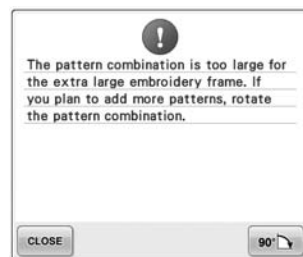 The pattern combination is too large for
the extra large embroidery frame. If
you plan to add more patterns, rotate
the pattern combination.
CLOSE
90°